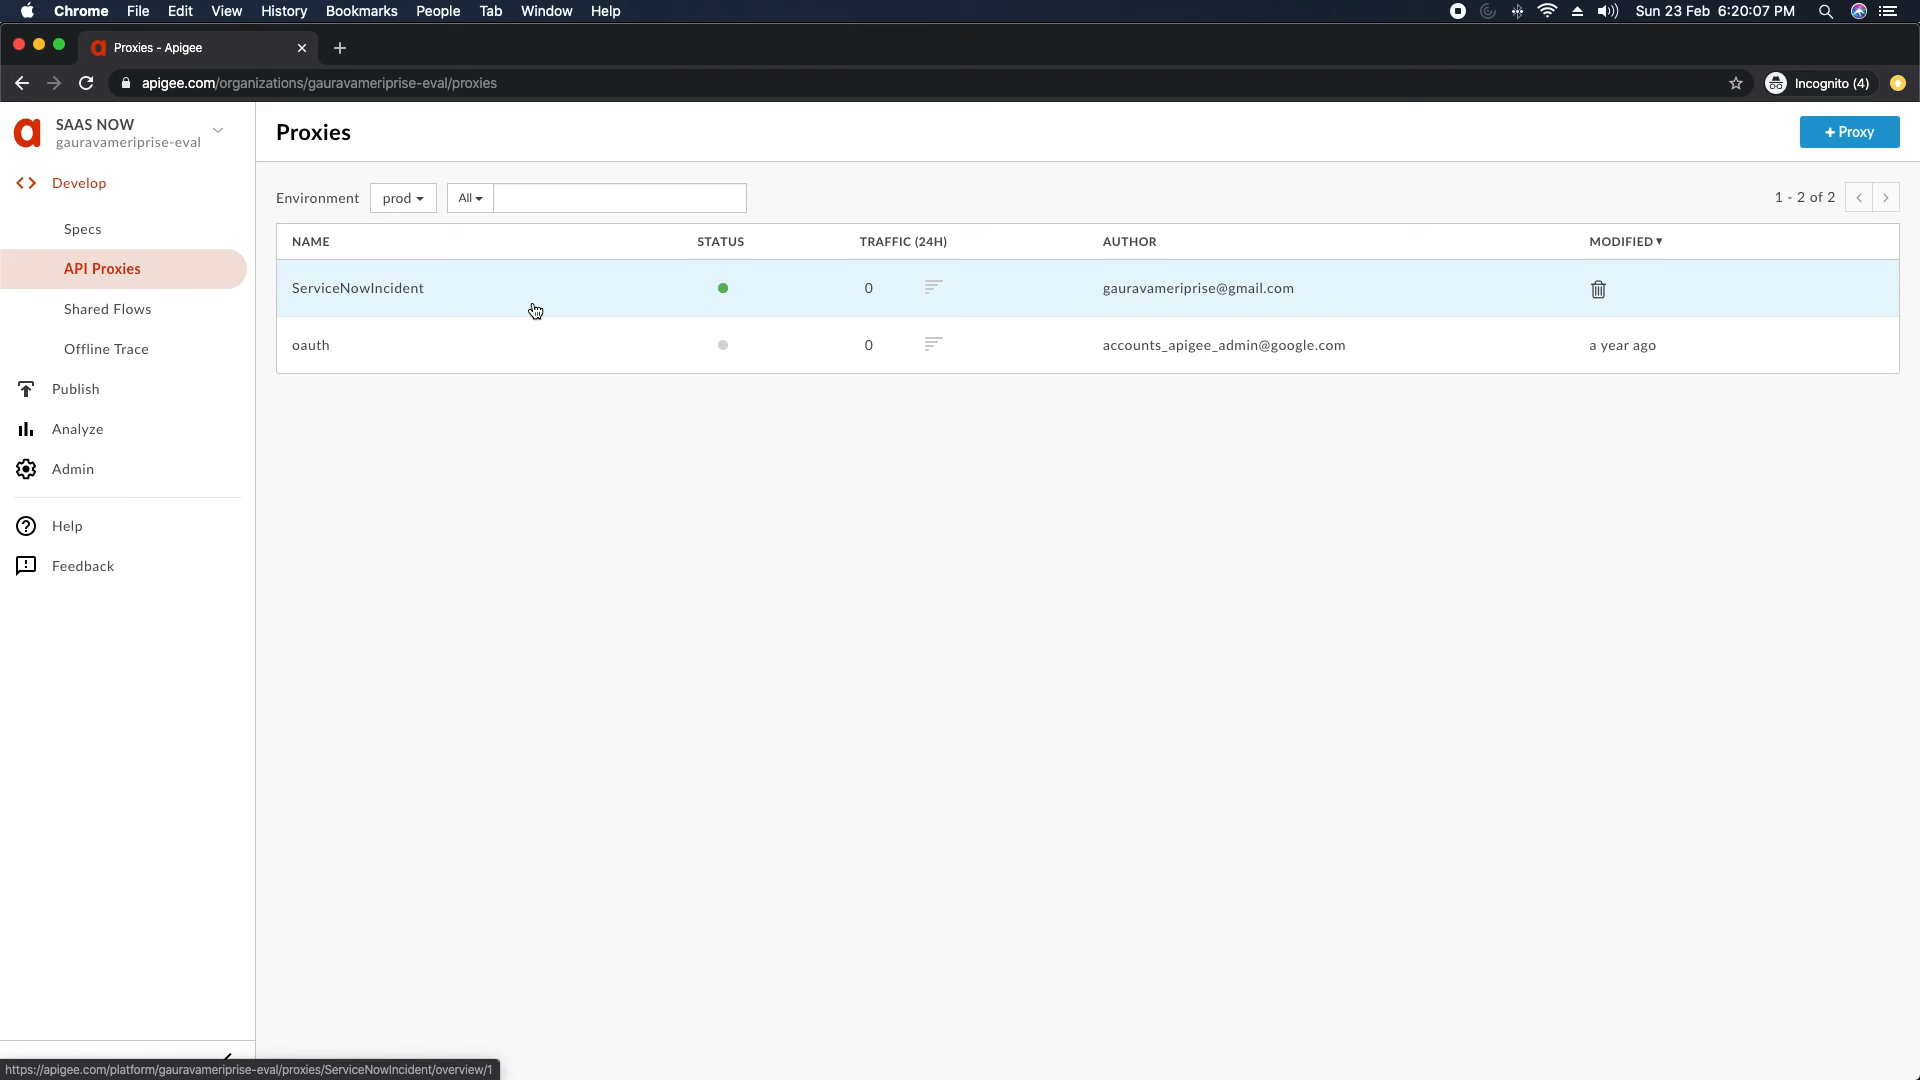 Chrome File Edit View History Bookmarks People Tab Window Help Sun 23 Feb 6:20:07 PM
Proxies - Apigee
apigee.com/organizations/gauravameriprise-eval/proxies Incognito (4)
SAAS NOW
gauravameriprise-eval
Develop
Specs
API Proxies
Shared Flows
Offline Trace
Publish
Analyze
Admin
Help
Feedback
Proxies
+ Proxy
Environment prod All 1 - 2 of 2
NAME STATUS TRAFFIC (24H) AUTHOR MODIFIED
ServiceNowIncident 0 gauravameriprise@gmail.com
oauth 0 accounts_apigee_admin@google.com a year ago
https://apigee.com/platform/gauravameriprise-eval/proxies/ServiceNowIncident/overview/1